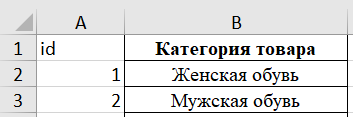 A B
1 id Категория товара
2 1 Женская обувь
3 2 Мужская обувь